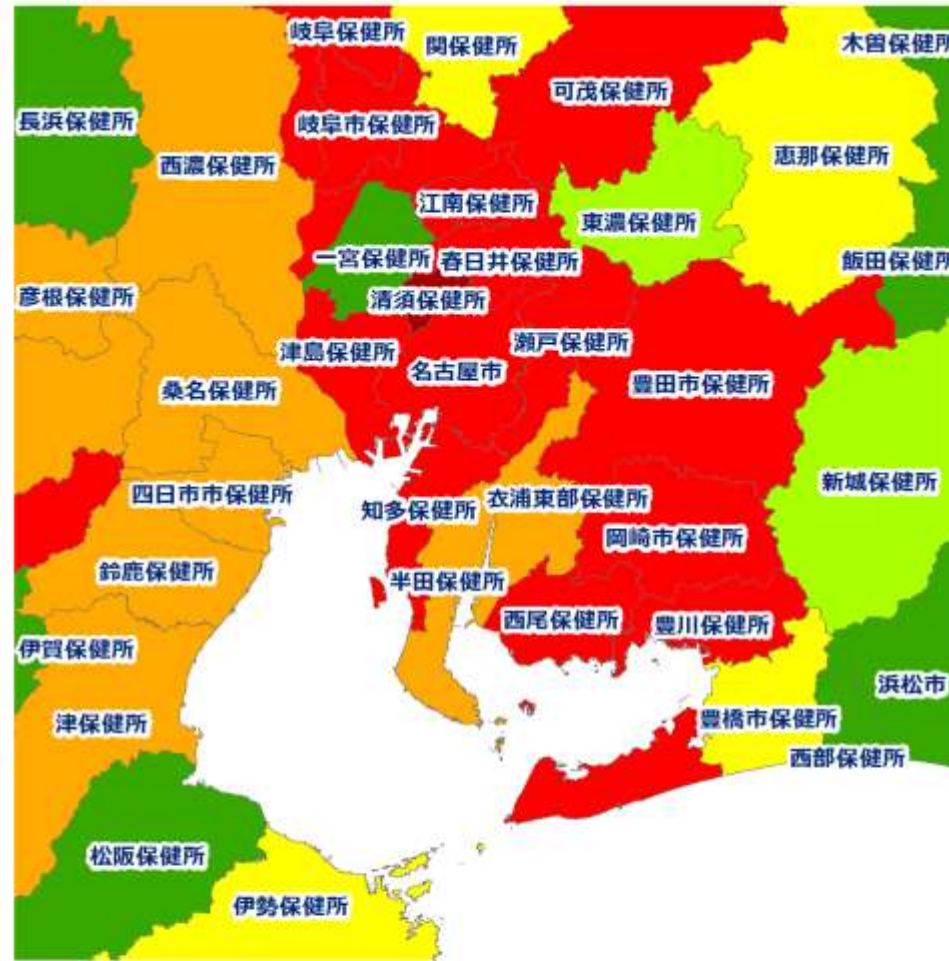 岐阜保健所
関保健所
木曽保健所
可茂保健所
長浜保健所
岐阜市保健所
恵那保健所
西濃保健所
江南保健所
東濃保健所
一宮保健所
春日井保健所
飯田保健所
彦根保健所
清須保健所
瀬戸保健所
津島保健所
名古屋市
豊田市保健所
桑名保健所
新城保健所
四日市市保健所
衣浦東部保健所
知多保健所
岡崎市保健所
鈴鹿保健所
半田保健所
西尾保健所
豊川保健所
伊賀保健所
浜松市
津保健所
豊橋市保健所
西部保健所
松阪保健所
伊勢保健所